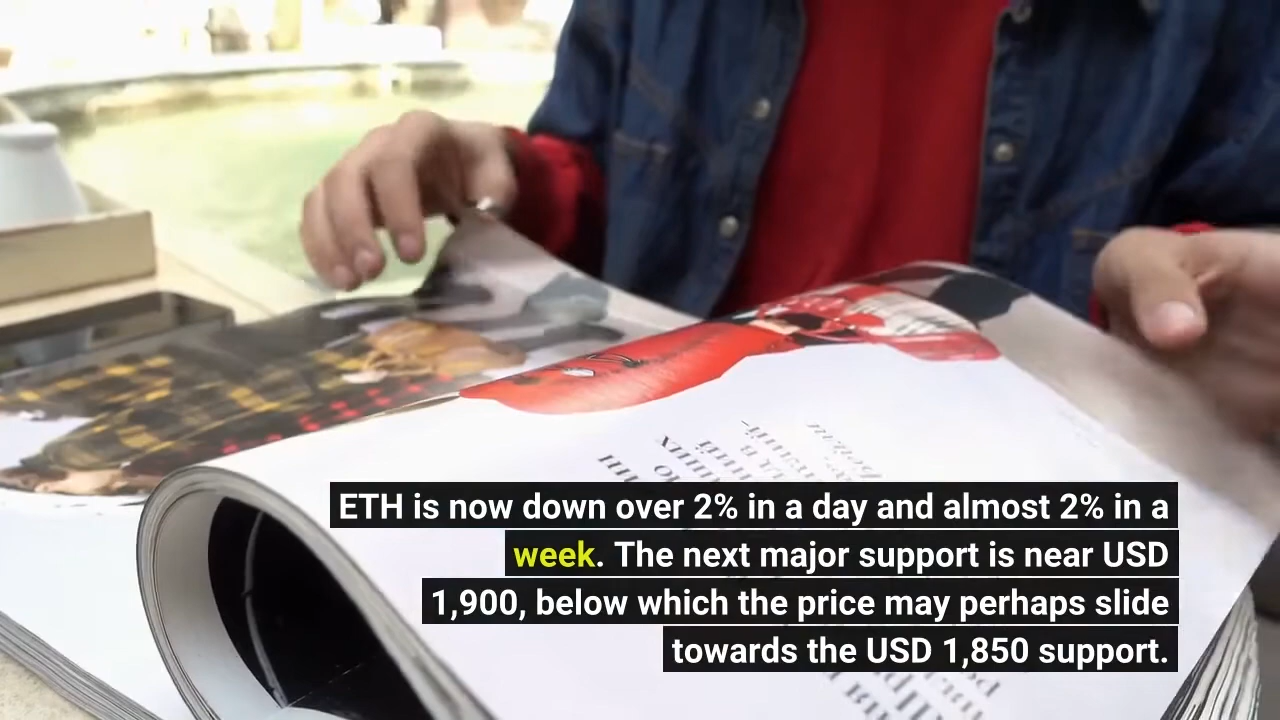 ETH is now down over 2% in a day and almost 2% in a
week. The next major support is near USD
1,900, below which the price may perhaps slide
towards the USD 1,850 support.